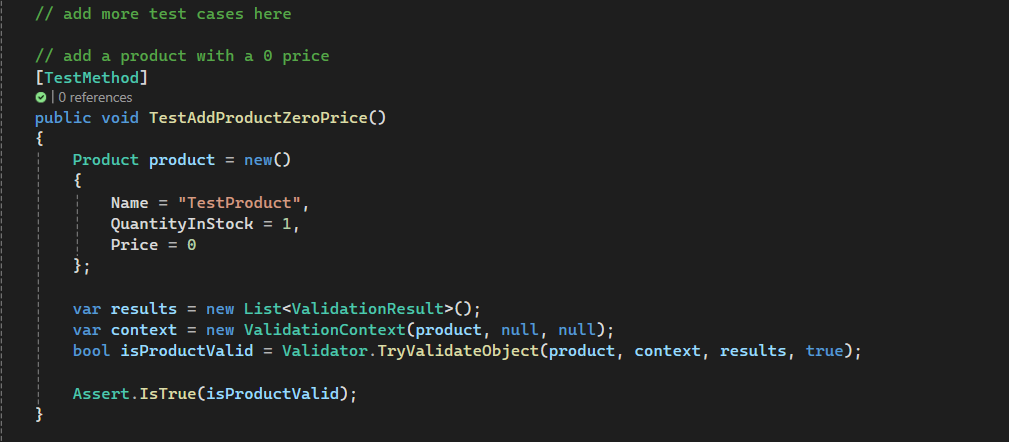 // add more test cases here
// add a product with a 0 price
[TestMethod]
| 0 references
public void TestAddProductZeroPrice()
{
Product product = new()
{
Name = "TestProduct",
QuantityInStock = 1,
Price = 0
};
var results = new List<ValidationResult>();
var context = new ValidationContext(product, null, null);
bool isProductValid = Validator.TryValidateObject(product, context, results, true);
Assert.IsTrue(isProductValid);
}